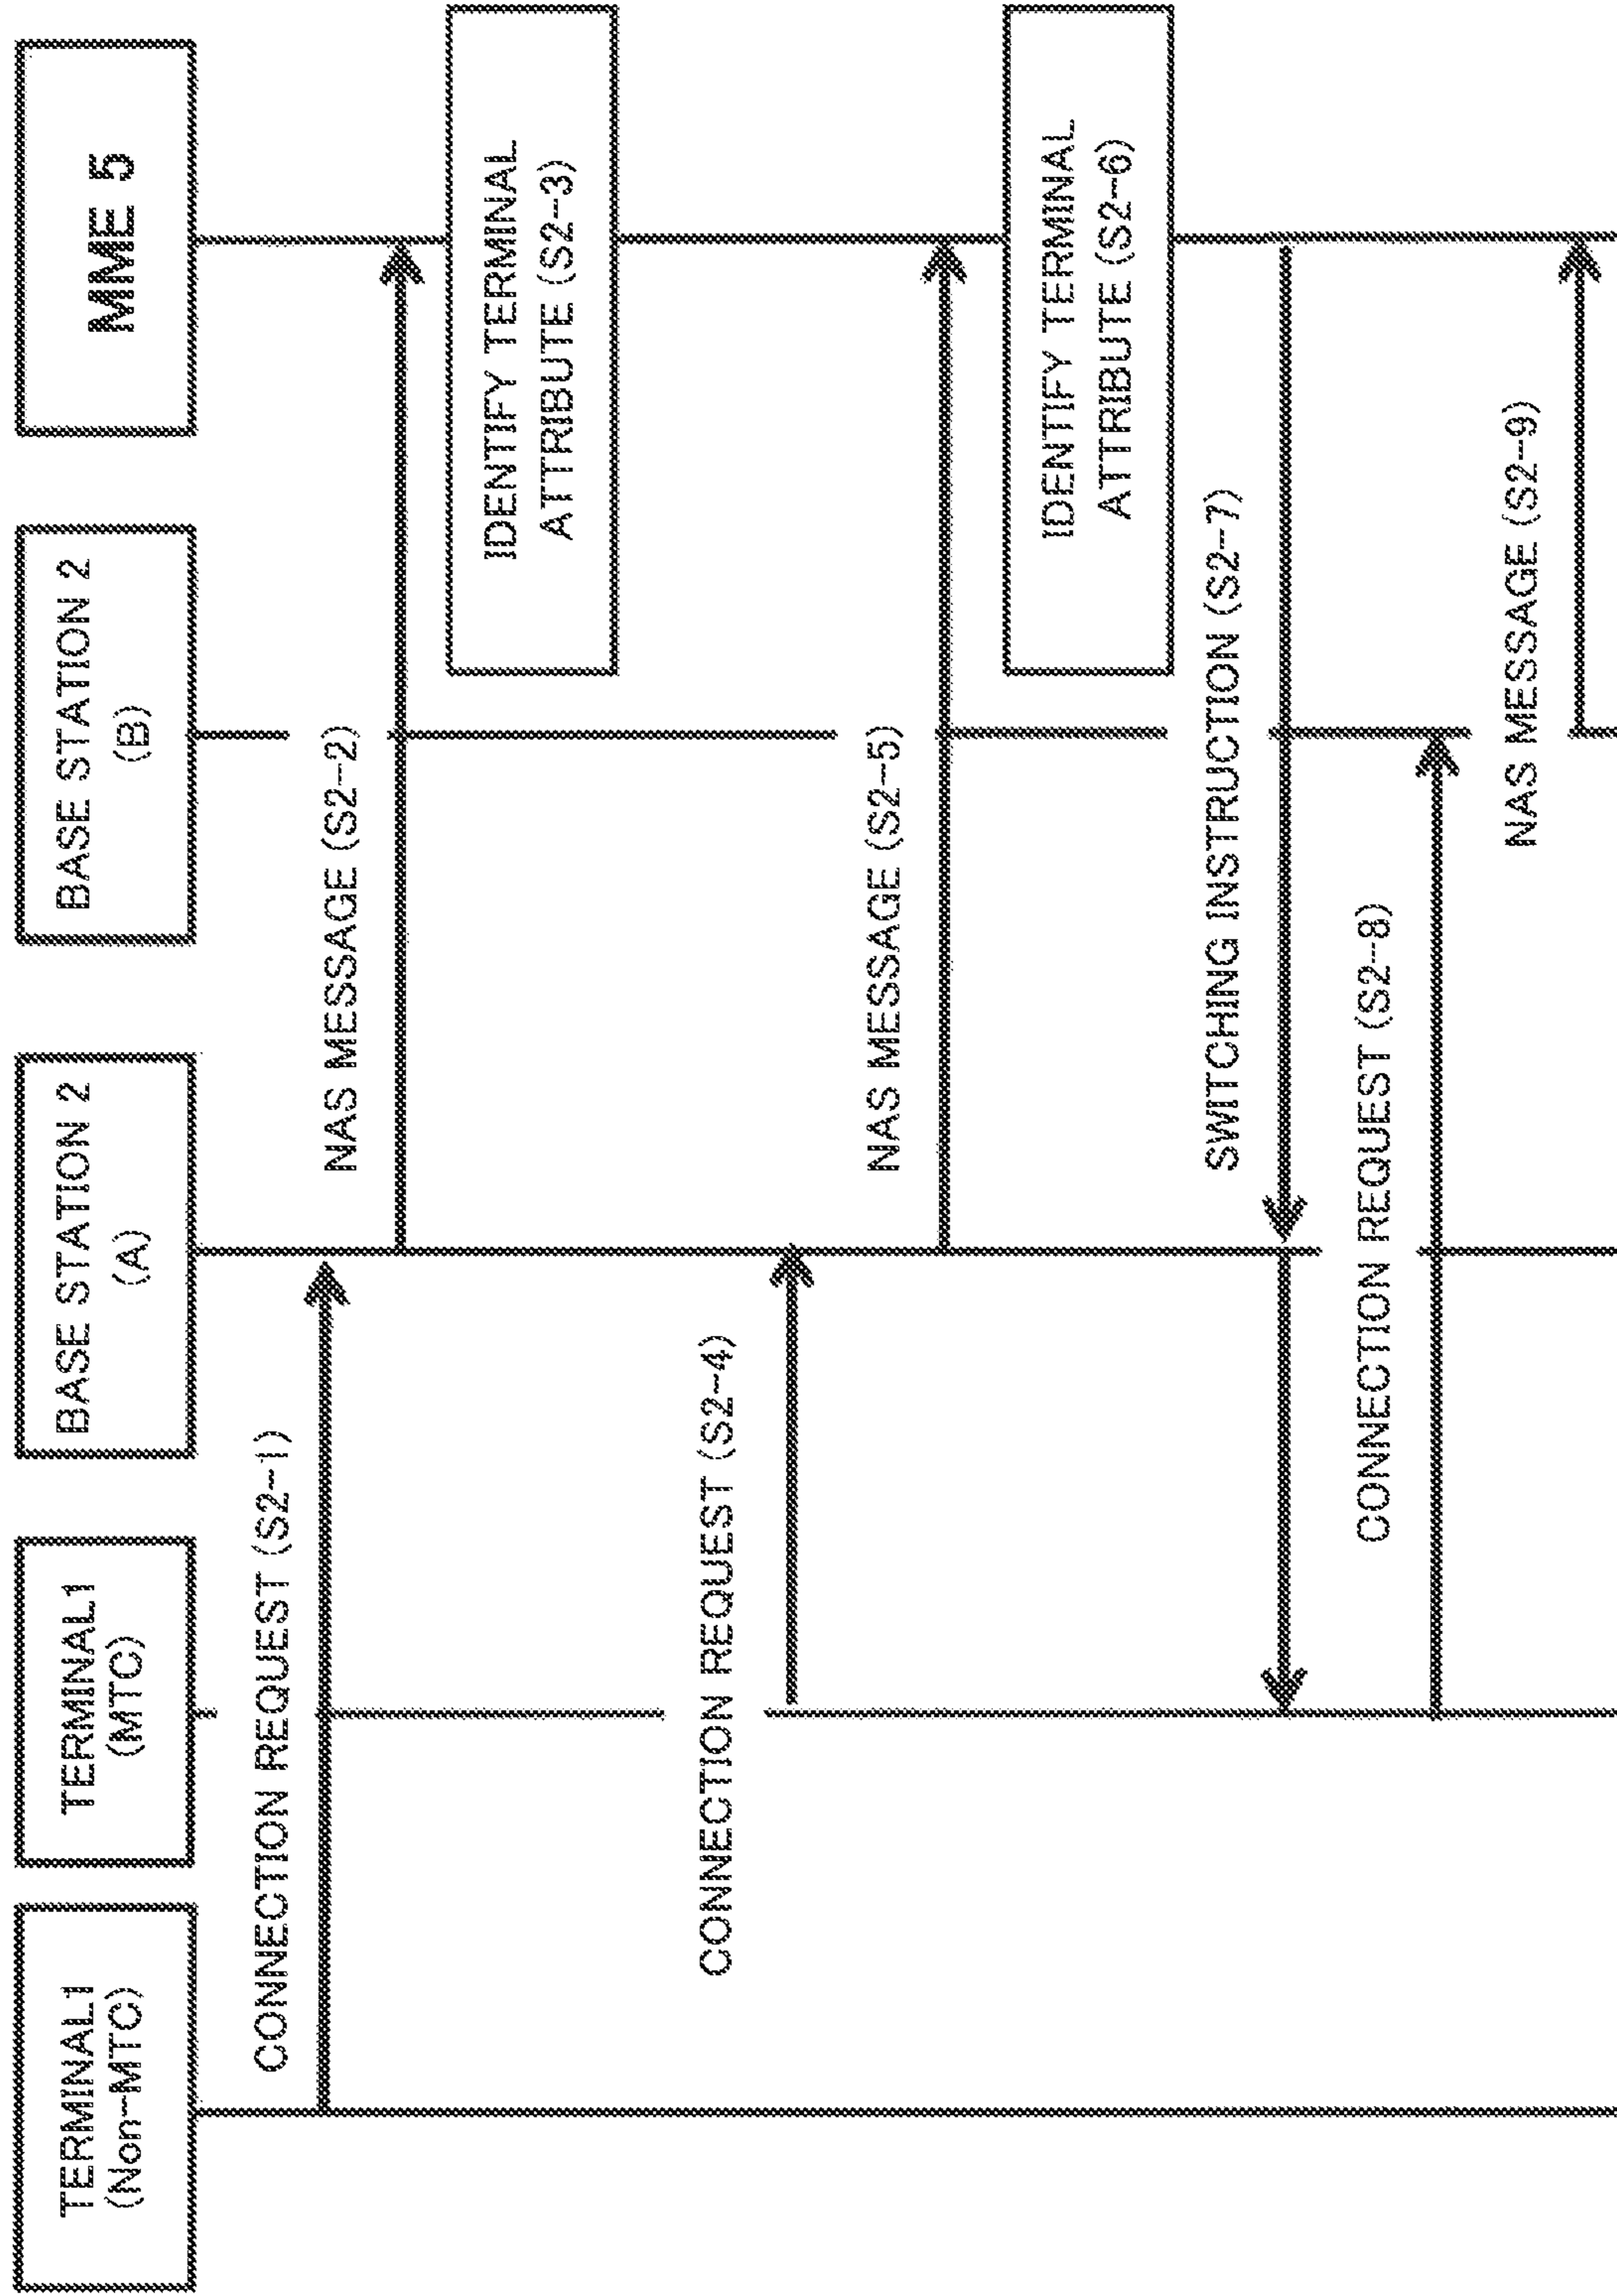 TERMINAL1
(Non-MTC)
TERMINAL1
(MTC)
BASE STATION 2
(A)
BASE STATION 2
(B)
MME 5
CONNECTION REQUEST (S2-1)
NAS MESSAGE (S2-2)
IDENTIFY TERMINAL
ATTRIBUTE (S2-3)
CONNECTION REQUEST (S2-4)
NAS MESSAGE (S2-5)
IDENTIFY TERMINAL
ATTRIBUTE (S2-6)
SWITCHING INSTRUCTION (S2-7)
CONNECTION REQUEST (S2-8)
NAS MESSAGE (S2-9)